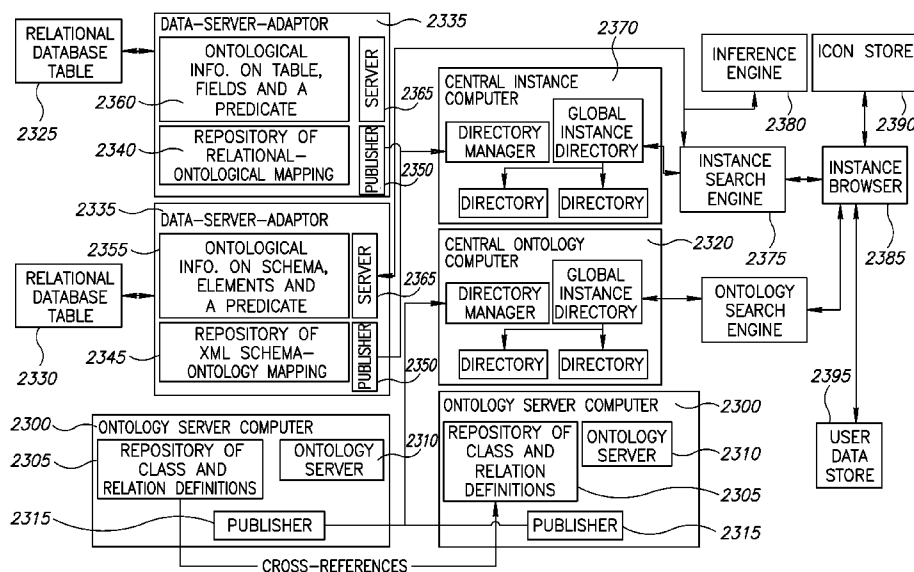 RELATIONAL
DATABASE
TABLE
2325
DATA-SERVER-ADAPTOR
2335
ONTOLOGICAL
INFO. ON TABLE,
FIELDS AND A
PREDICATE
2360
SERVER
2365
2340
REPOSITORY OF
RELATIONAL-
ONTOLOGICAL MAPPING
PUBLISHER
2350
2335
DATA-SERVER-ADAPTOR
2355
ONTOLOGICAL
INFO. ON SCHEMA,
ELEMENTS AND
A PREDICATE
SERVER
2365
RELATIONAL
DATABASE
TABLE
2330
2345
REPOSITORY OF
XML SCHEMA-
ONTOLOGY MAPPING
PUBLISHER
2350
2370
CENTRAL INSTANCE
COMPUTER
DIRECTORY
MANAGER
GLOBAL
INSTANCE
DIRECTORY
DIRECTORY
DIRECTORY
2320
CENTRAL ONTOLOGY
COMPUTER
DIRECTORY
MANAGER
GLOBAL
INSTANCE
DIRECTORY
DIRECTORY
DIRECTORY
INFERENCE
ENGINE
2380
ICON STORE
2390
INSTANCE
SEARCH
ENGINE
2375
INSTANCE
BROWSER
2385
ONTOLOGY
SEARCH
ENGINE
2395
USER
DATA
STORE
2300
ONTOLOGY SERVER COMPUTER
2305
REPOSITORY OF
CLASS AND
RELATION DEFINITIONS
ONTOLOGY
SERVER
2310
2315
PUBLISHER
ONTOLOGY SERVER COMPUTER
2300
REPOSITORY OF
CLASS AND
RELATION
DEFINITIONS
ONTOLOGY
SERVER
2310
2305
PUBLISHER
2315
CROSS-REFERENCES